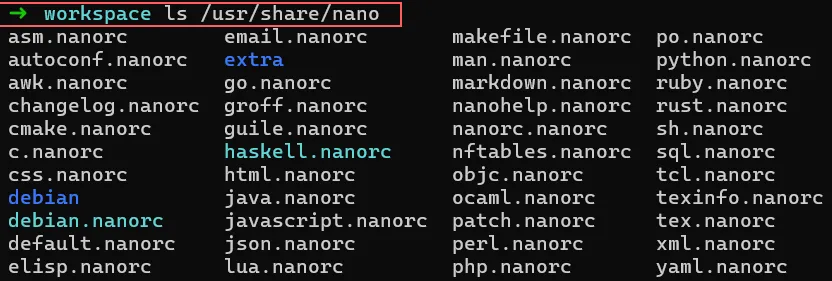 ➜ workspace ls /usr/share/nano
asm.nanorc email.nanorc makefile.nanorc po.nanorc
autoconf.nanorc extra man.nanorc python.nanorc
awk.nanorc go.nanorc markdown.nanorc ruby.nanorc
changelog.nanorc groff.nanorc nanohelp.nanorc rust.nanorc
cmake.nanorc guile.nanorc nanorc.nanorc sh.nanorc
c.nanorc haskell.nanorc nftables.nanorc sql.nanorc
css.nanorc html.nanorc objc.nanorc tcl.nanorc
debian java.nanorc ocaml.nanorc texinfo.nanorc
debian.nanorc javascript.nanorc patch.nanorc tex.nanorc
default.nanorc json.nanorc perl.nanorc xml.nanorc
elisp.nanorc lua.nanorc php.nanorc yaml.nanorc